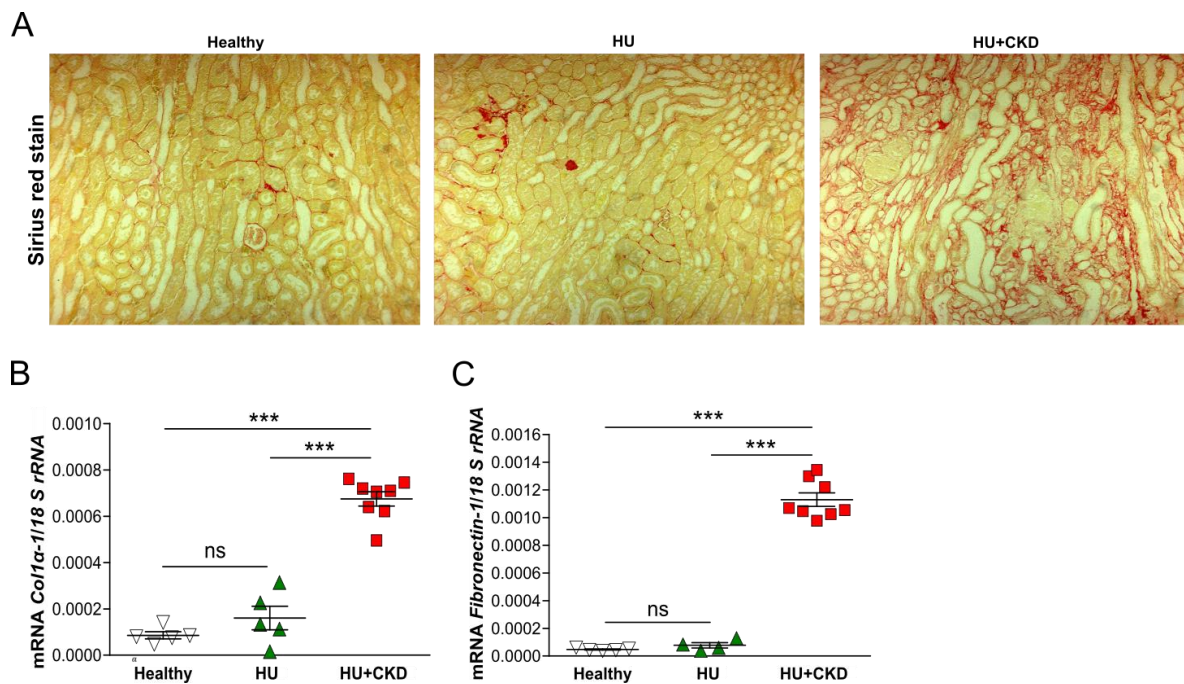 A
Healthy
HU
HU+CKD
Sirius red stain
B
mRNA Col1α-1/18 S rRNA
0.0010
0.0008
0.0006
0.0004
0.0002
0.0000
***
***
ns
α
Healthy
HU
HU+CKD
C
mRNA Fibronectin-1/18 S rRNA
0.0016
0.0014
0.0012
0.0010
0.0008
0.0006
0.0004
0.0002
0.0000
***
***
ns
Healthy
HU
HU+CKD